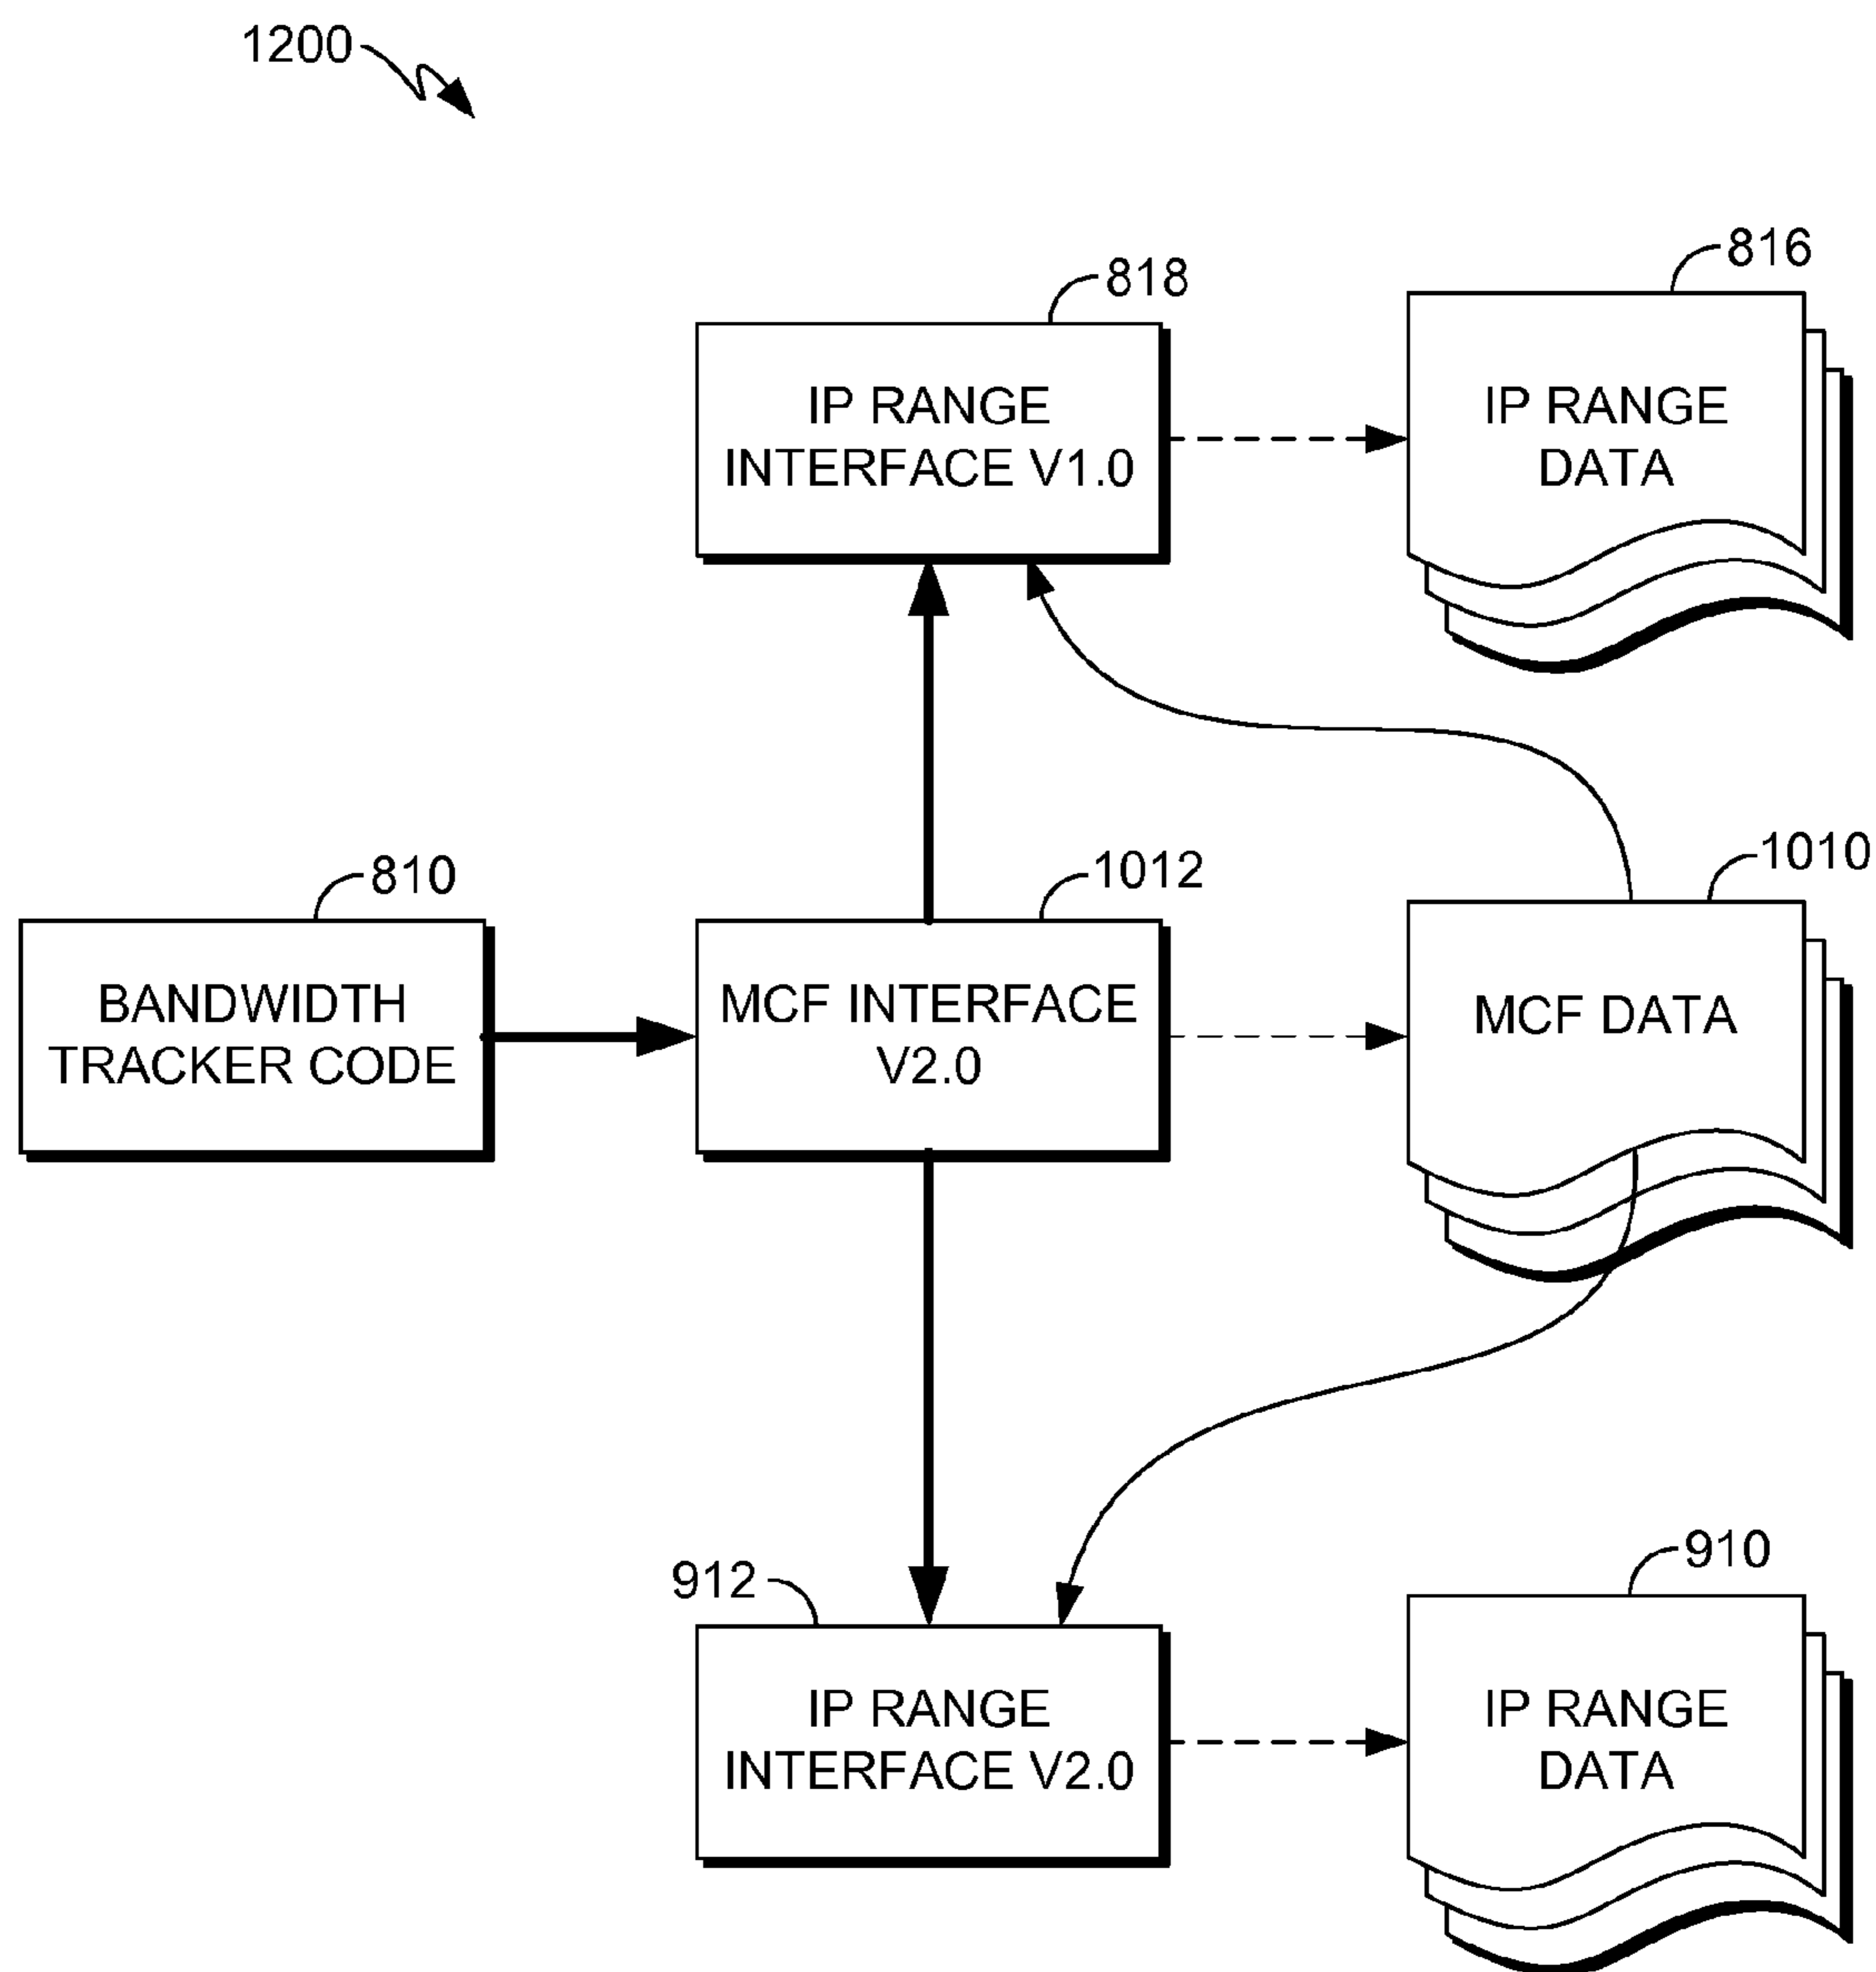 1200
818
816
IP RANGE
INTERFACE V1.0
IP RANGE
DATA
810
1012
1010
BANDWIDTH
TRACKER CODE
MCF INTERFACE
V2.0
MCF DATA
912
910
IP RANGE
INTERFACE V2.0
IP RANGE
DATA